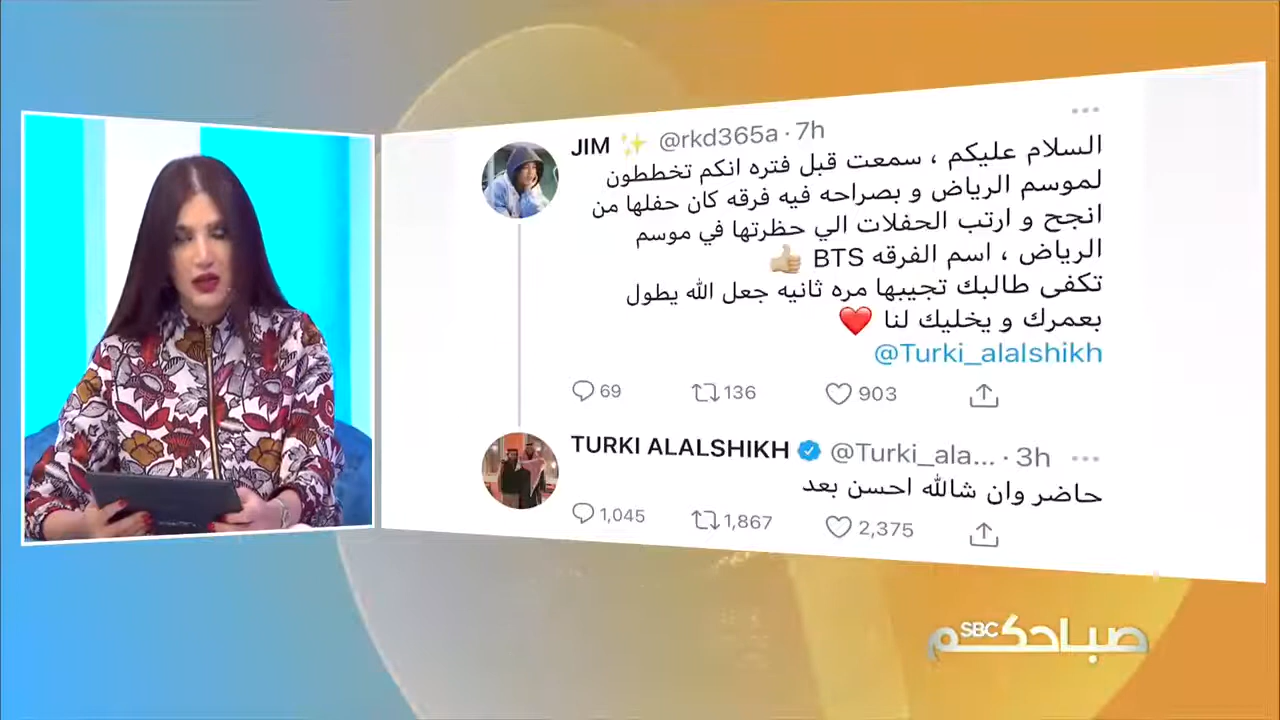 JIM ✨ @rkd365a · 7h
السلام عليكم ، سمعت قبل فتره انكم تخططون
لموسم الرياض و بصراحه فيه فرقه كان حفلها من
انجح و ارتب الحفلات الي حظرتها في موسم
الرياض ، اسم الفرقه BTS 👍🏼
تكفى طالبك تجيبها مره ثانيه جعل الله يطول
بعمرك و يخليك لنا ❤️
@Turki_alalshikh
69 136 903
TURKI ALALSHIKH @Turki_ala... · 3h
حاضر وان شالله احسن بعد
1,045 1,867 2,375
صباحكم SBC